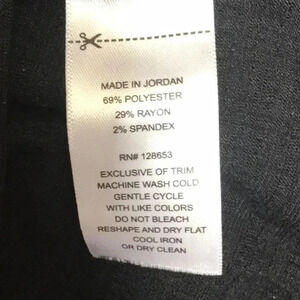 MADE IN JORDAN
69% POLYESTER
29% RAYON
2% SPANDEX
RN# 128653
EXCLUSIVE OF TRIM
MACHINE WASH COLD
GENTLE CYCLE
WITH LIKE COLORS
DO NOT BLEACH
RESHAPE AND DRY FLAT
COOL IRON
OR DRY CLEAN